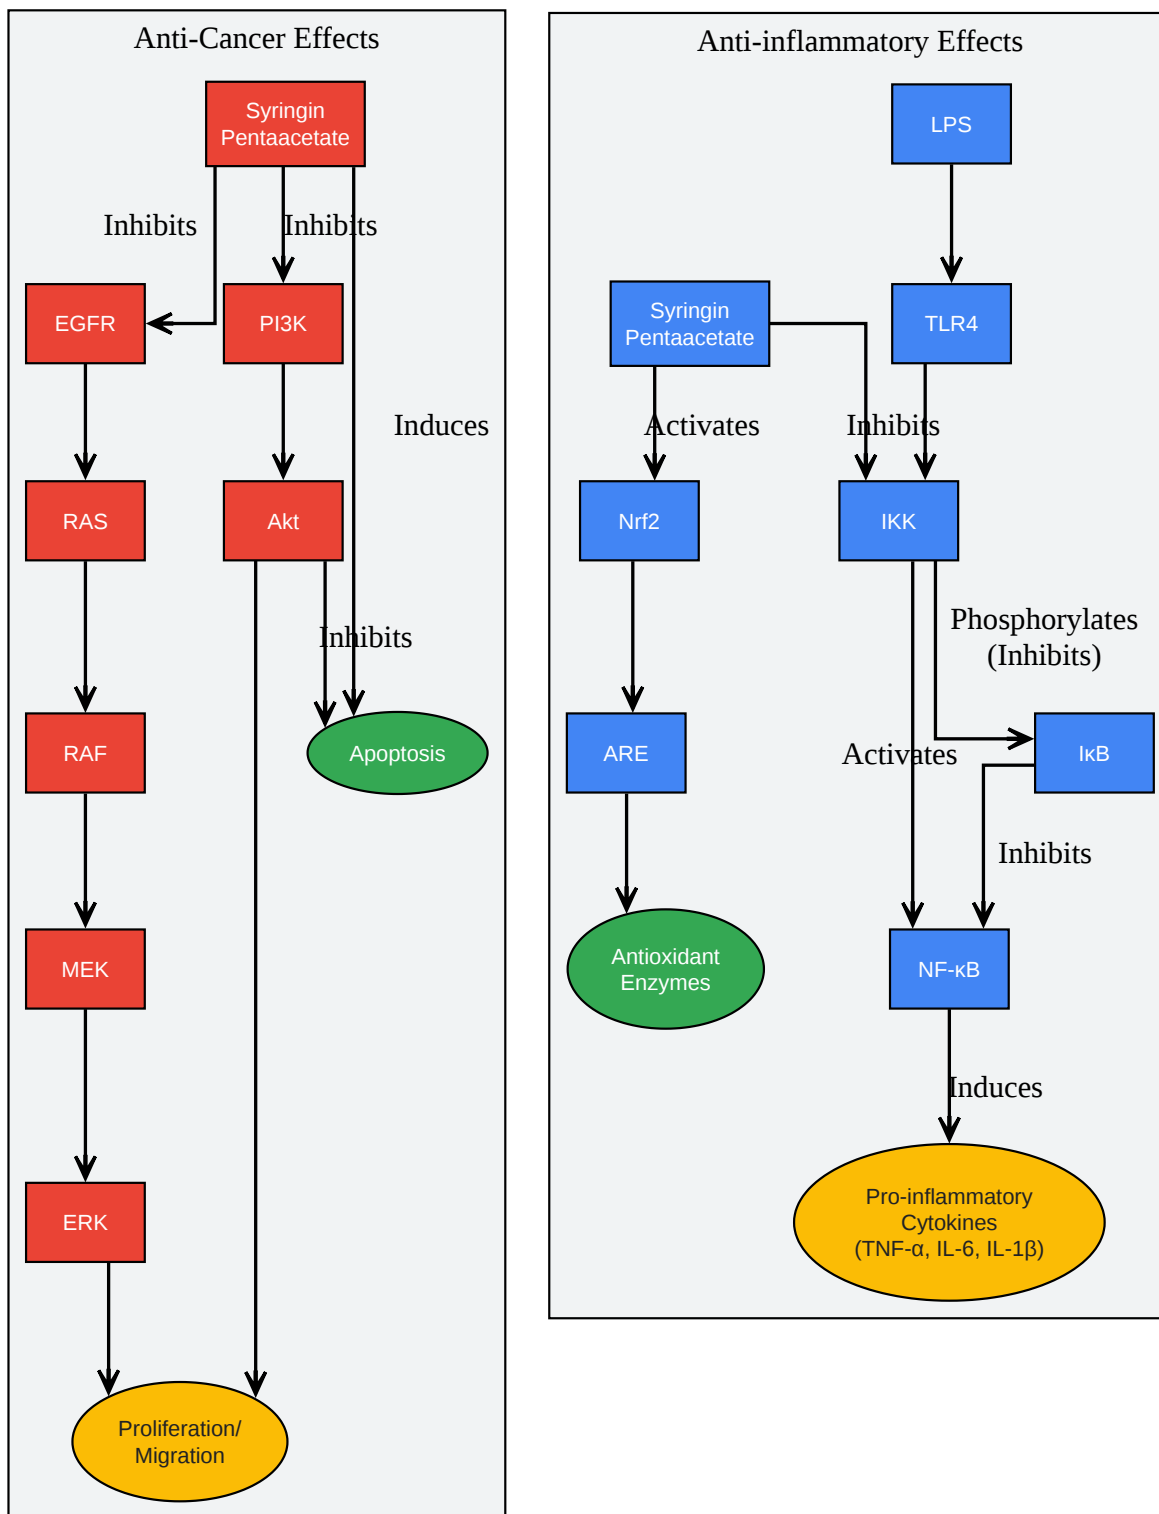 Anti-Cancer Effects
Syringin
Pentaacetate
Inhibits
Inhibits
EGFR
PI3K
Induces
RAS
Akt
Inhibits
RAF
Apoptosis
MEK
ERK
Proliferation/
Migration
Anti-inflammatory Effects
LPS
Syringin
Pentaacetate
TLR4
Activates
Inhibits
Nrf2
IKK
Phosphorylates
(Inhibits)
ARE
Activates
IκB
Inhibits
Antioxidant
Enzymes
NF-κB
Induces
Pro-inflammatory
Cytokines
(TNF-α, IL-6, IL-1β)